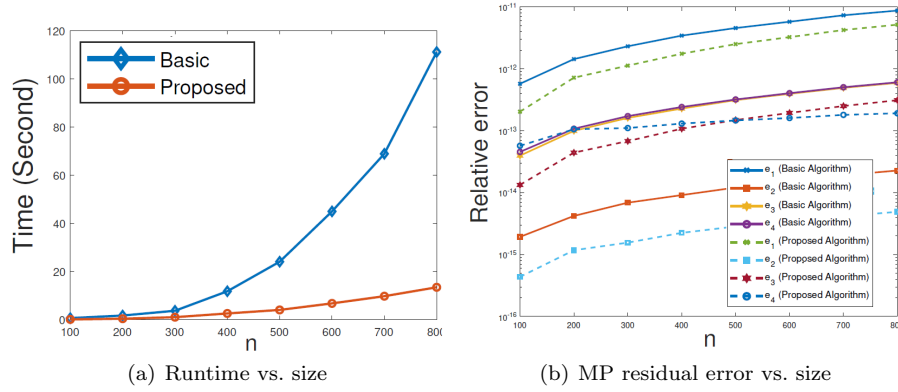 120
100
80
60
40
20
0
Time (Second)
Basic
Proposed
100 200 300 400 500 600 700 800
n
(a) Runtime vs. size
10-11
10-12
10-13
10-14
10-15
10-16
Relative error
e1 (Basic Algorithm)
e2 (Basic Algorithm)
e3 (Basic Algorithm)
e4 (Basic Algorithm)
e1 (Proposed Algorithm)
e2 (Proposed Algorithm)
e3 (Proposed Algorithm)
e4 (Proposed Algorithm)
100 200 300 400 500 600 700 800
n
(b) MP residual error vs. size